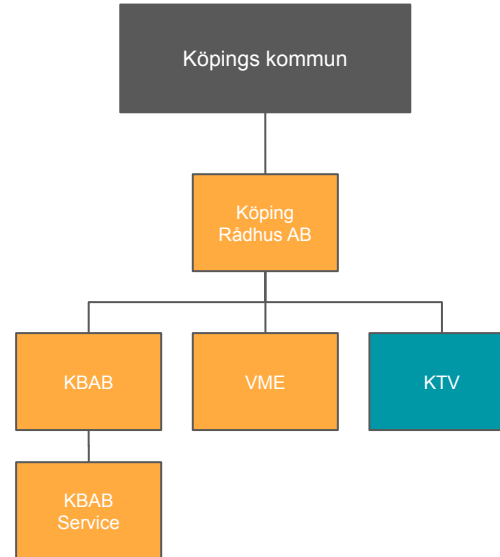 Köpings kommun
Köping
Rådhus AB
KBAB
VME
KTV
KBAB
Service